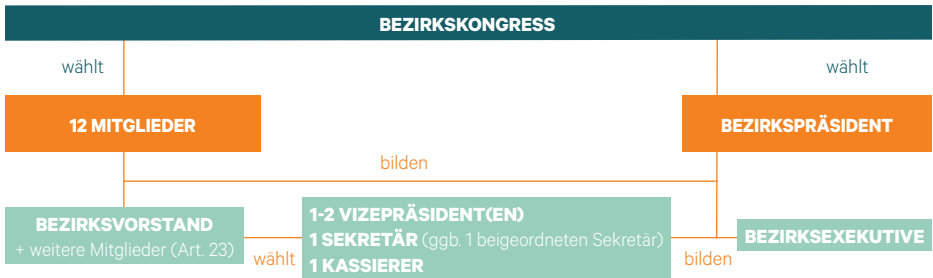 BEZIRKSKONGRESS
wählt
wählt
12 MITGLIEDER
BEZIRKSPRÄSIDENT
bilden
BEZIRKSVORSTAND
+ weitere Mitglieder (Art. 23)
wählt
1-2 VIZEPRÄSIDENT(EN)
1 SEKRETÄR (ggb. 1 beigeordneten Sekretär)
1 KASSIERER
bilden
BEZIRKSEXEKUTIVE